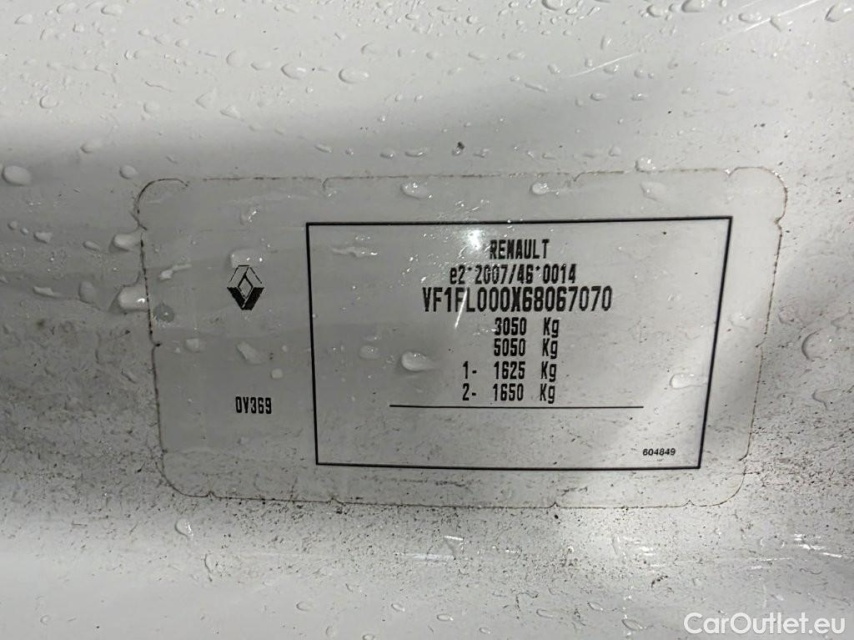 RENAULT
e2*2007/46*0014
VF1FL000X68067070
3050 Kg
5050 Kg
1- 1625 Kg
2- 1650 Kg
0V369
604849
CarOutlet.eu